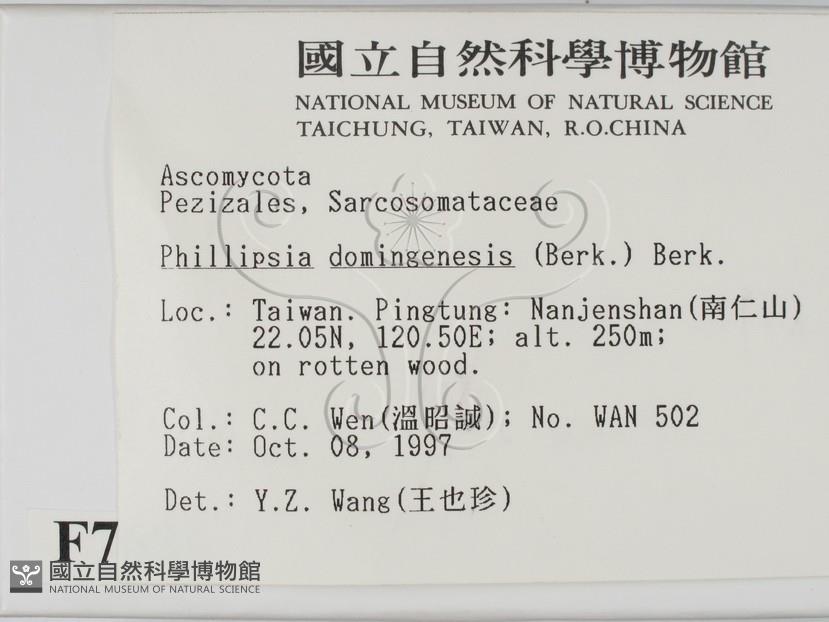 國立自然科學博物館
NATIONAL MUSEUM OF NATURAL SCIENCE
TAICHUNG, TAIWAN, R.O.CHINA
Ascomycota
Pezizales, Sarcosomataceae
Phillipsia domingenesis (Berk.) Berk.
Loc.: Taiwan. Pingtung: Nanjenshan(南仁山)
22.05N, 120.50E; alt. 250m;
on rotten wood.
Col.: C.C. Wen(溫昭誠); No. WAN 502
Date: Oct. 08, 1997
Det.: Y.Z. Wang(王也珍)
F7
國立自然科學博物館
NATIONAL MUSEUM OF NATURAL SCIENCE